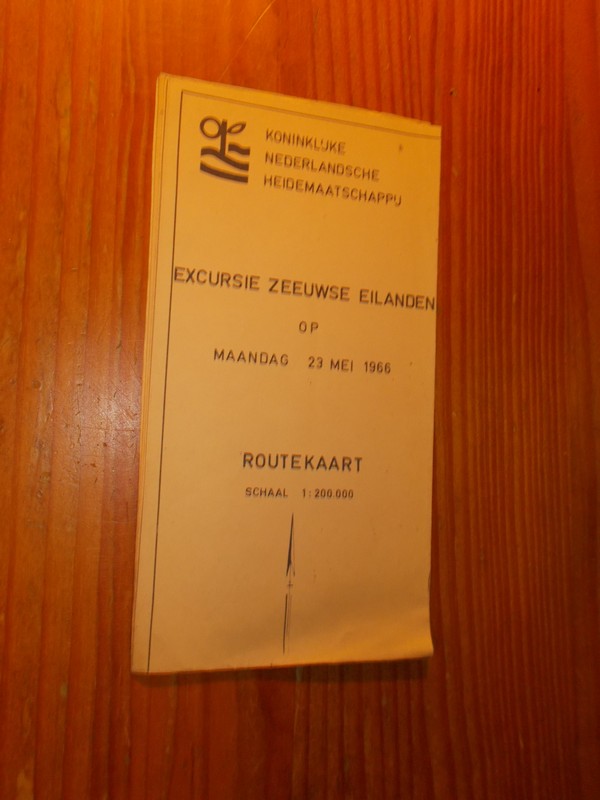 KONINKLIJKE
NEDERLANDSCHE
HEIDEMAATSCHAPPIJ
EXCURSIE ZEEUWSE EILANDEN
OP
MAANDAG 23 MEI 1966
ROUTEKAART
SCHAAL 1:200.000